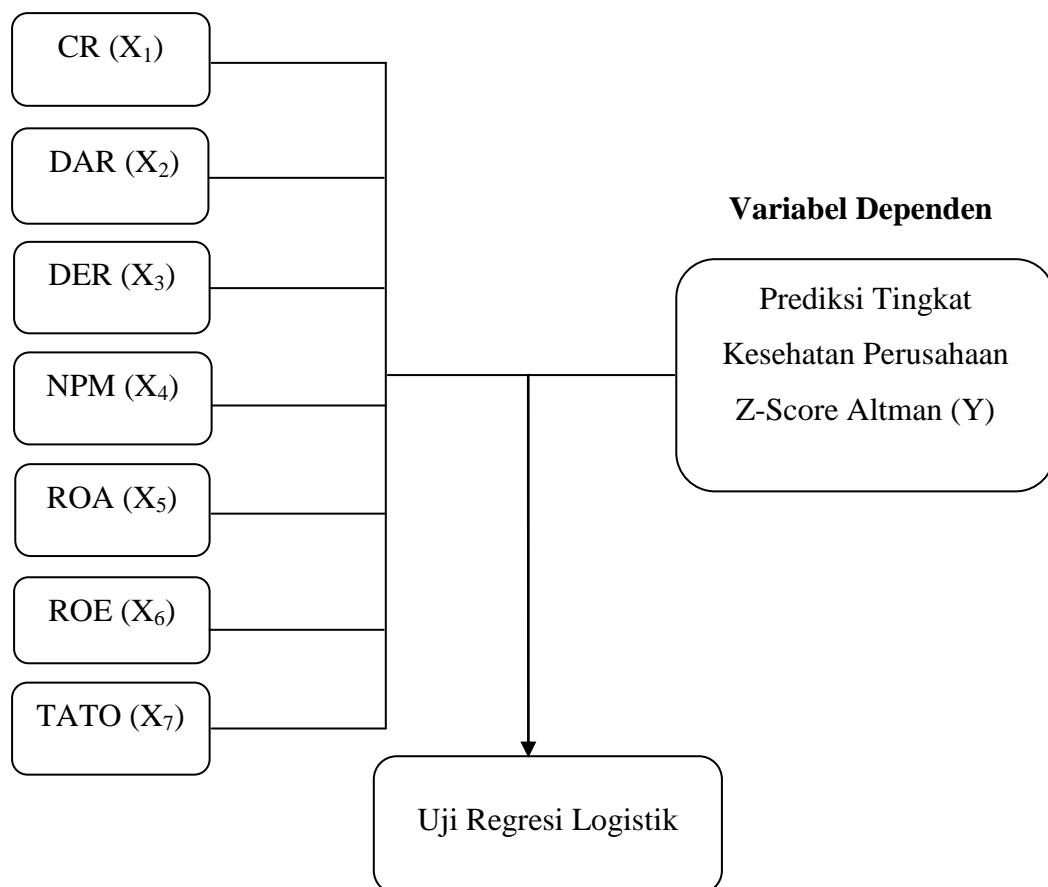 CR (X₁)
DAR (X₂)
DER (X₃)
NPM (X₄)
ROA (X₅)
ROE (X₆)
TATO (X₇)
Variabel Dependen
Prediksi Tingkat
Kesehatan Perusahaan
Z-Score Altman (Y)
Uji Regresi Logistik